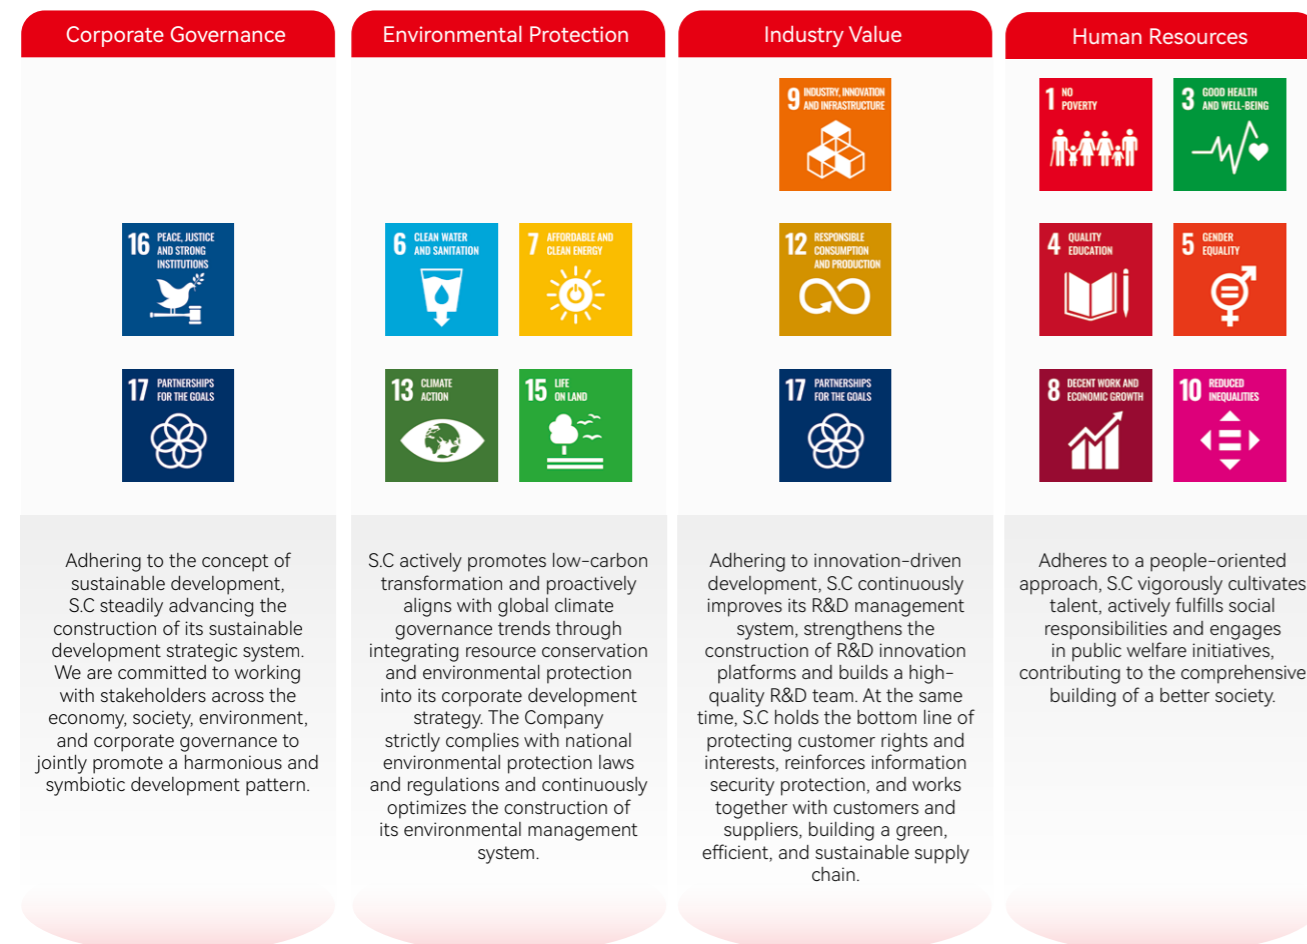 Corporate Governance
16 PEACE, JUSTICE
AND STRONG
INSTITUTIONS
17 PARTNERSHIPS
FOR THE GOALS
Adhering to the concept of
sustainable development,
S.C steadily advancing the
construction of its sustainable
development strategic system.
We are committed to working
with stakeholders across the
economy, society, environment,
and corporate governance to
jointly promote a harmonious and
symbiotic development pattern.
Environmental Protection
6 CLEAN WATER
AND SANITATION
7 AFFORDABLE AND
CLEAN ENERGY
13 CLIMATE
ACTION
15 LIFE
ON LAND
S.C actively promotes low-carbon
transformation and proactively
aligns with global climate
governance trends through
integrating resource conservation
and environmental protection
into its corporate development
strategy. The Company
strictly complies with national
environmental protection laws
and regulations and continuously
optimizes the construction of
its environmental management
system.
Industry Value
9 INDUSTRY, INNOVATION
AND INFRASTRUCTURE
12 RESPONSIBLE
CONSUMPTION
AND PRODUCTION
17 PARTNERSHIPS
FOR THE GOALS
Adhering to innovation-driven
development, S.C continuously
improves its R&D management
system, strengthens the
construction of R&D innovation
platforms and builds a high-
quality R&D team. At the same
time, S.C holds the bottom line of
protecting customer rights and
interests, reinforces information
security protection, and works
together with customers and
suppliers, building a green,
efficient, and sustainable supply
chain.
Human Resources
1 NO
POVERTY
3 GOOD HEALTH
AND WELL-BEING
4 QUALITY
EDUCATION
5 GENDER
EQUALITY
8 DECENT WORK AND
ECONOMIC GROWTH
10 REDUCED
INEQUALITIES
Adheres to a people-oriented
approach, S.C vigorously cultivates
talent, actively fulfills social
responsibilities and engages
in public welfare initiatives,
contributing to the comprehensive
building of a better society.